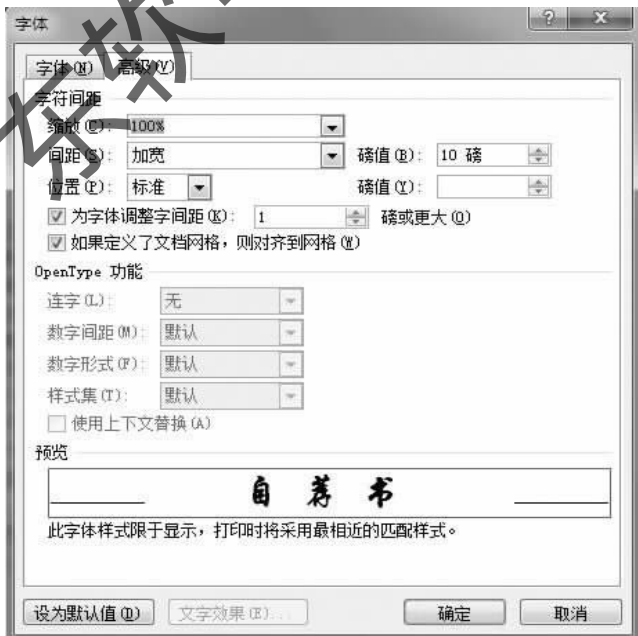 字体
东软
字体(N) 高级(V)
字符间距
缩放(C): 100%
间距(S): 加宽 磅值(B): 10 磅
位置(P): 标准 磅值(Y):
为字体调整字间距(K): 1 磅或更大(O)
如果定义了文档网格，则对齐到网格(W)
OpenType 功能
连字(L): 无
数字间距(M): 默认
数字形式(F): 默认
样式集(T): 默认
使用上下文替换(A)
预览
自荐书
此字体样式限于显示，打印时将采用最相近的匹配样式。
设为默认值(D) 文字效果(E)... 确定 取消